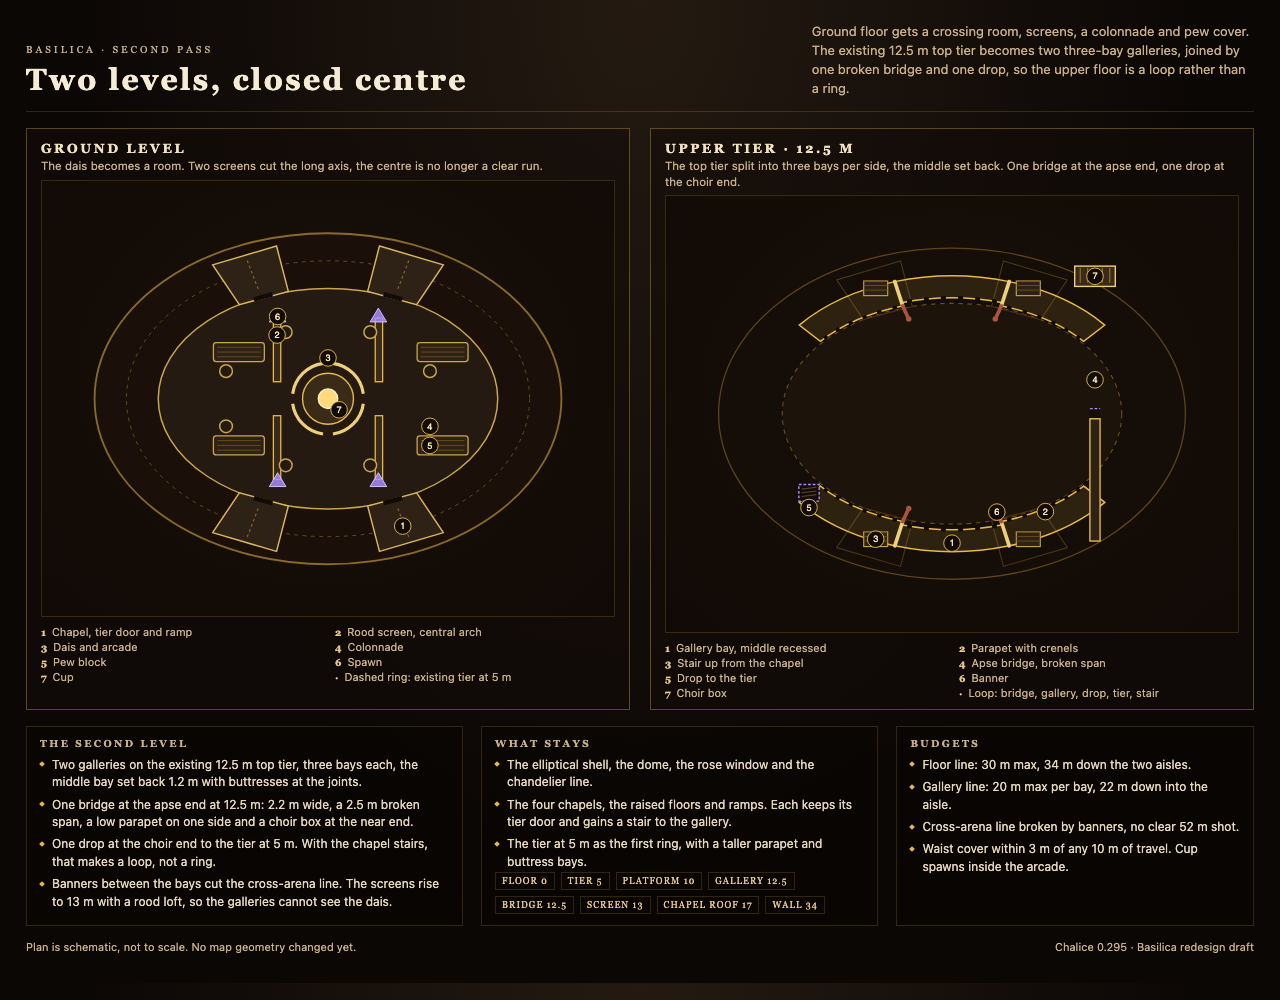 BASILICA · SECOND PASS
Two levels, closed centre
Ground floor gets a crossing room, screens, a colonnade and pew cover.
The existing 12.5 m top tier becomes two three-bay galleries, joined by
one broken bridge and one drop, so the upper floor is a loop rather than
a ring.
GROUND LEVEL
The dais becomes a room. Two screens cut the long axis, the centre is no longer a clear run.
6
2
3
7
4
5
1
1 Chapel, tier door and ramp
2 Rood screen, central arch
3 Dais and arcade
4 Colonnade
5 Pew block
6 Spawn
7 Cup
· Dashed ring: existing tier at 5 m
UPPER TIER · 12.5 M
The top tier split into three bays per side, the middle set back. One bridge at the apse end, one drop at
the choir end.
7
4
5
6
2
3
1
1 Gallery bay, middle recessed
2 Parapet with crenels
3 Stair up from the chapel
4 Apse bridge, broken span
5 Drop to the tier
6 Banner
7 Choir box
· Loop: bridge, gallery, drop, tier, stair
THE SECOND LEVEL
Two galleries on the existing 12.5 m top tier, three bays each, the
middle bay set back 1.2 m with buttresses at the joints.
One bridge at the apse end at 12.5 m: 2.2 m wide, a 2.5 m broken
span, a low parapet on one side and a choir box at the near end.
One drop at the choir end to the tier at 5 m. With the chapel stairs,
that makes a loop, not a ring.
Banners between the bays cut the cross-arena line. The screens rise
to 13 m with a rood loft, so the galleries cannot see the dais.
WHAT STAYS
The elliptical shell, the dome, the rose window and the
chandelier line.
The four chapels, the raised floors and ramps. Each keeps its
tier door and gains a stair to the gallery.
The tier at 5 m as the first ring, with a taller parapet and
buttress bays.
FLOOR 0
TIER 5
PLATFORM 10
GALLERY 12.5
BRIDGE 12.5
SCREEN 13
CHAPEL ROOF 17
WALL 34
BUDGETS
Floor line: 30 m max, 34 m down the two aisles.
Gallery line: 20 m max per bay, 22 m down into the
aisle.
Cross-arena line broken by banners, no clear 52 m shot.
Waist cover within 3 m of any 10 m of travel. Cup
spawns inside the arcade.
Plan is schematic, not to scale. No map geometry changed yet.
Chalice 0.295 · Basilica redesign draft